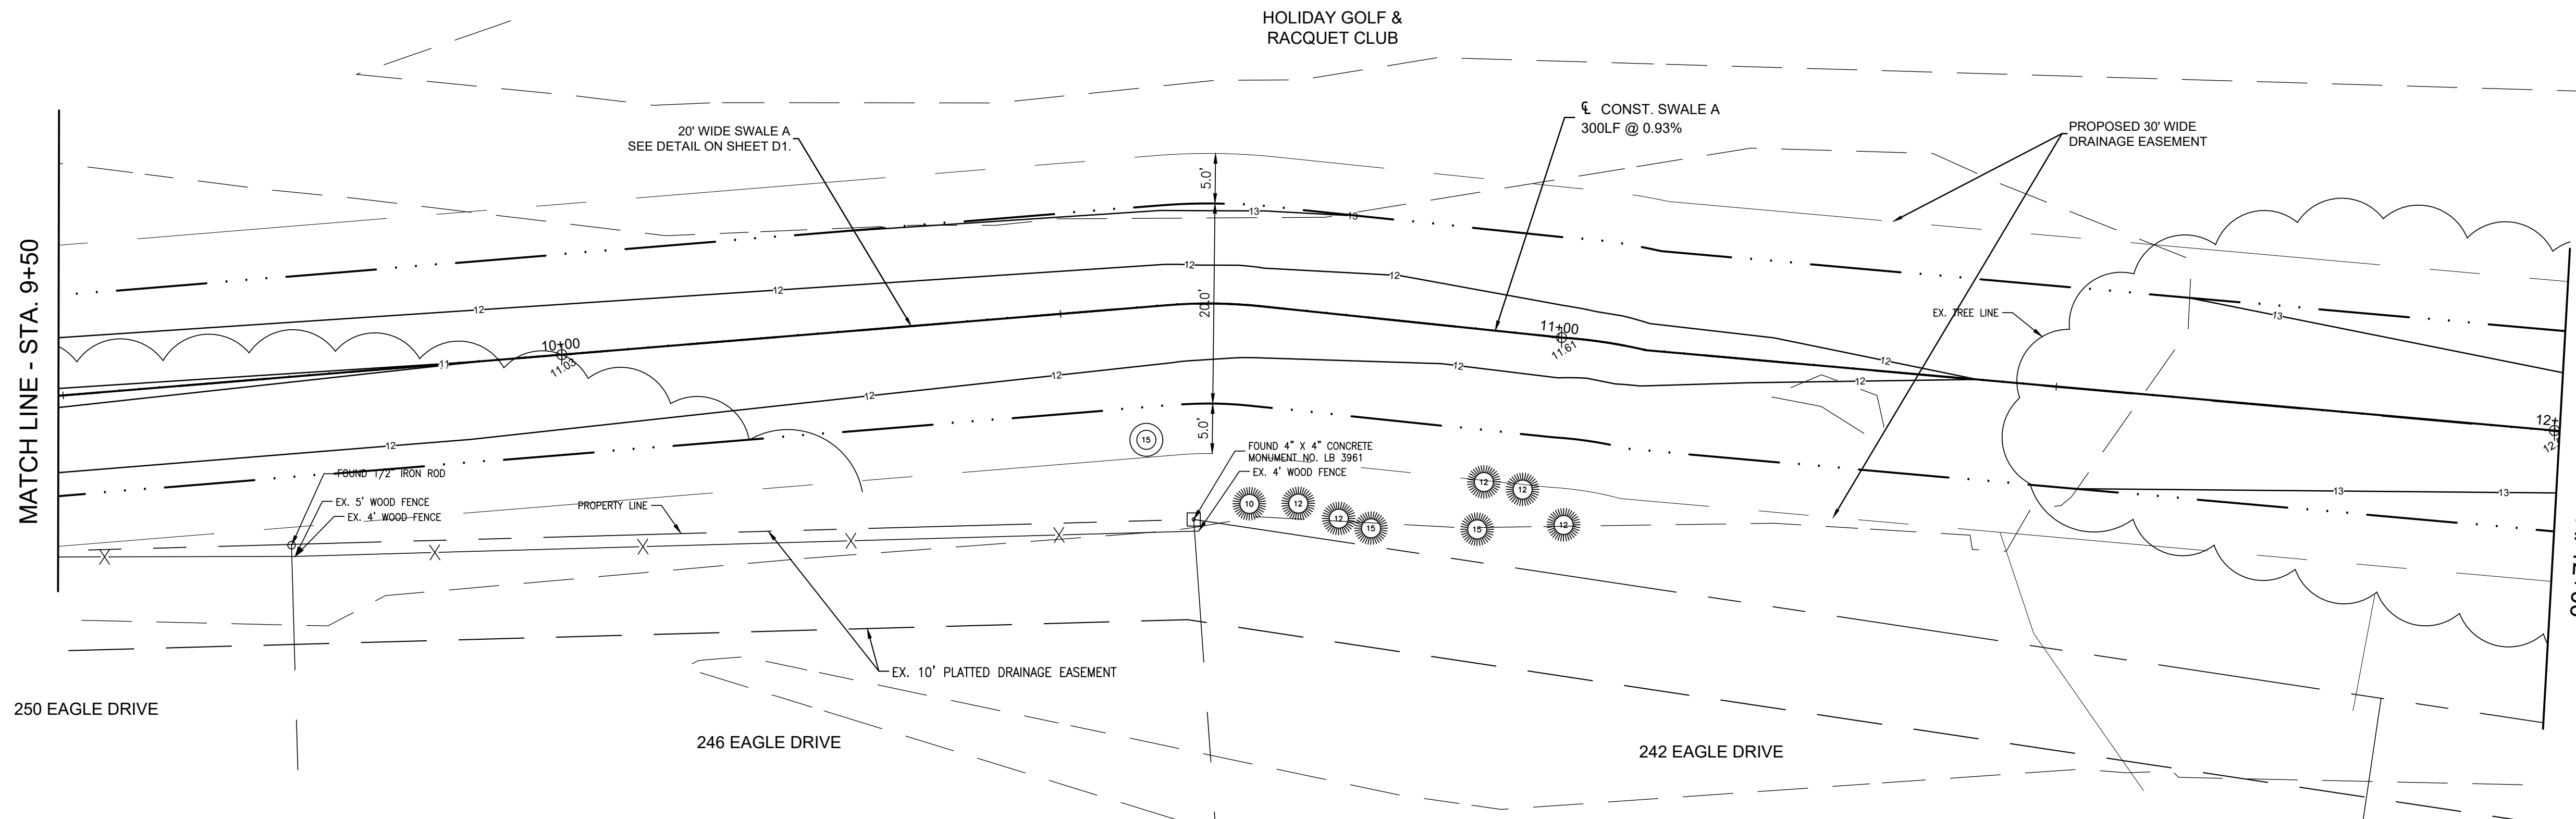 HOLIDAY GOLF &
RACQUET CLUB
MATCH LINE - STA. 9+50
20' WIDE SWALE A
SEE DETAIL ON SHEET D1.
℄ CONST. SWALE A
300LF @ 0.93%
PROPOSED 30' WIDE
DRAINAGE EASEMENT
5.0'
20.0'
5.0'
13
13
12
12
12
12
12
12
12
12
12
12
11
10+00
11.03
11+00
11.61
EX. TREE LINE
13
13
13
12+
FOUND 1/2" IRON ROD
EX. 5' WOOD FENCE
EX. 4' WOOD FENCE
PROPERTY LINE
15
FOUND 4" X 4" CONCRETE
MONUMENT NO. LB 3961
EX. 4' WOOD FENCE
10
12
12
15
12
12
15
12
EX. 10' PLATTED DRAINAGE EASEMENT
250 EAGLE DRIVE
246 EAGLE DRIVE
242 EAGLE DRIVE